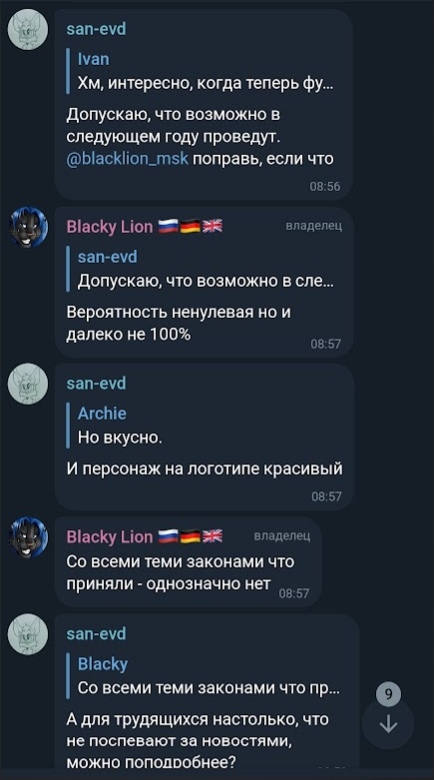 san-evd
Ivan
Хм, интересно, когда теперь фу...
Допускаю, что возможно в
следующем году проведут.
@blacklion_msk поправь, если что
08:56
Blacky Lion 🇷🇺🇩🇪🇬🇧 владелец
san-evd
Допускаю, что возможно в сле...
Вероятность ненулевая но и
далеко не 100%
08:57
san-evd
Archie
Но вкусно.
И персонаж на логотипе красивый
08:57
Blacky Lion 🇷🇺🇩🇪🇬🇧 владелец
Со всеми теми законами что
приняли - однозначно нет
08:57
san-evd
Blacky
Со всеми теми законами что пр...
9
А для трудящихся настолько, что
не поспевают за новостями,
можно поподробнее?